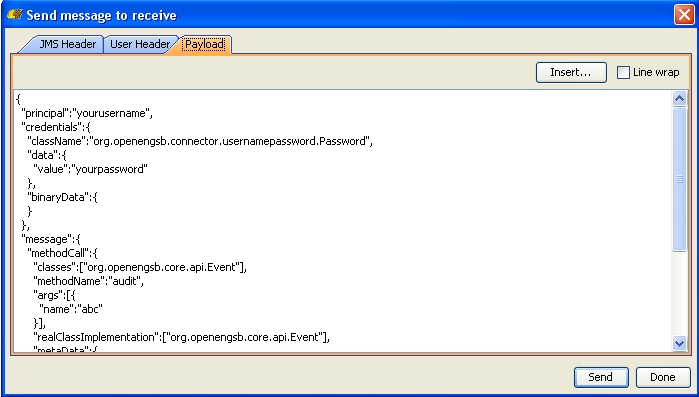 Send message to receive
JMS Header User Header Payload
Insert... Line wrap
{
"principal":"yourusername",
"credentials":{
"className":"org.openengsb.connector.usernamepassword.Password",
"data":{
"value":"yourpassword"
},
"binaryData":{
}
},
"message":{
"methodCall":{
"classes":["org.openengsb.core.api.Event"],
"methodName":"audit",
"args":[{
"name":"abc"
}],
"realClassImplementation":["org.openengsb.core.api.Event"],
"metaData":{
Send Done